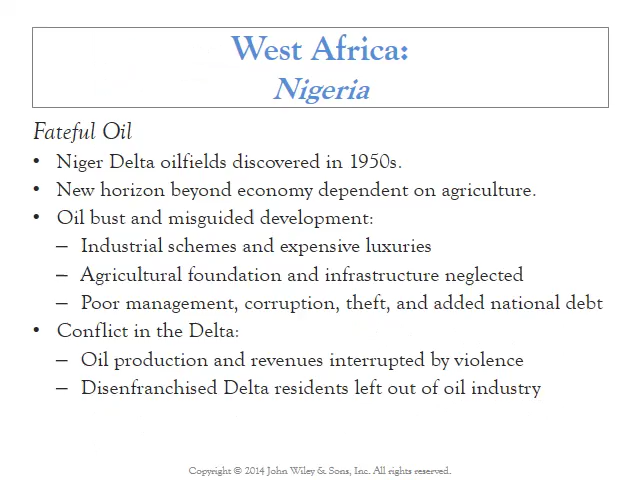 West Africa:
Nigeria
Fateful Oil
• Niger Delta oilfields discovered in 1950s.
• New horizon beyond economy dependent on agriculture.
• Oil bust and misguided development:
– Industrial schemes and expensive luxuries
– Agricultural foundation and infrastructure neglected
– Poor management, corruption, theft, and added national debt
• Conflict in the Delta:
– Oil production and revenues interrupted by violence
– Disenfranchised Delta residents left out of oil industry
Copyright © 2014 John Wiley & Sons, Inc. All rights reserved.